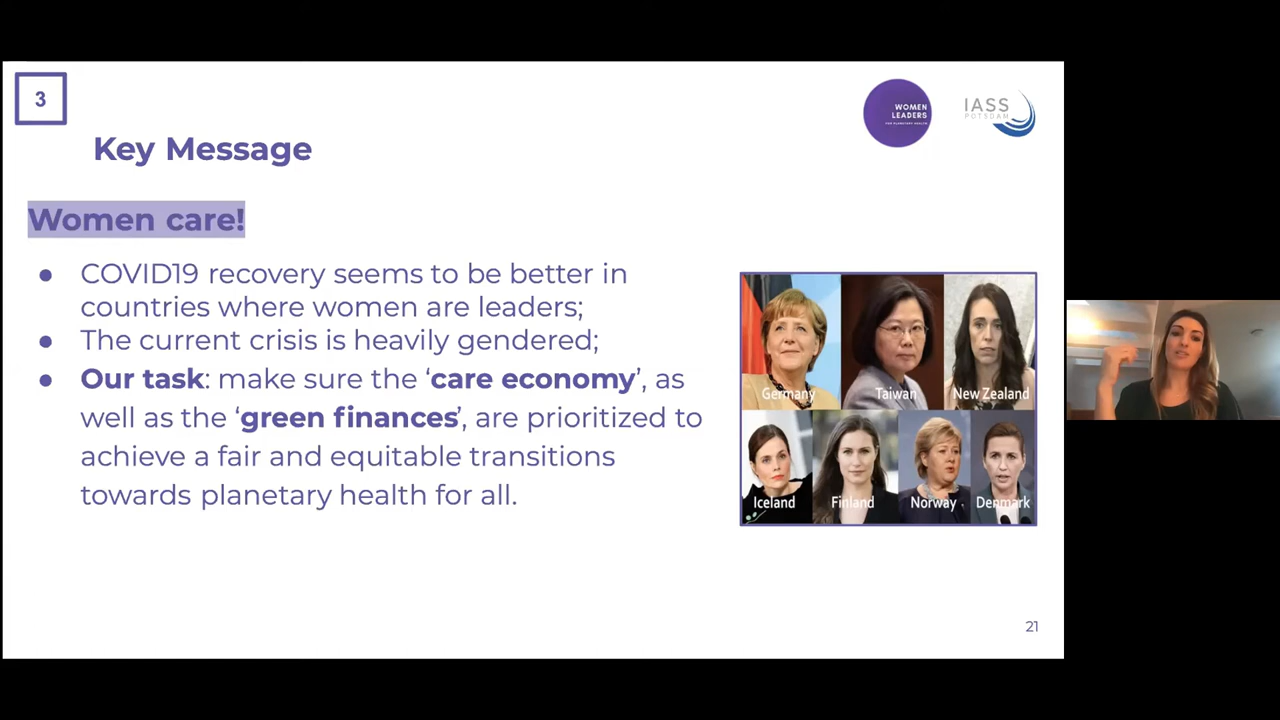 3
WOMEN
LEADERS
FOR PLANETARY HEALTH
IASS
POTSDAM
Key Message
Women care!
● COVID19 recovery seems to be better in
countries where women are leaders;
● The current crisis is heavily gendered;
● Our task: make sure the ‘care economy’, as
well as the ‘green finances’, are prioritized to
achieve a fair and equitable transitions
towards planetary health for all.
Germany Taiwan New Zealand
Iceland Finland Norway Denmark
21